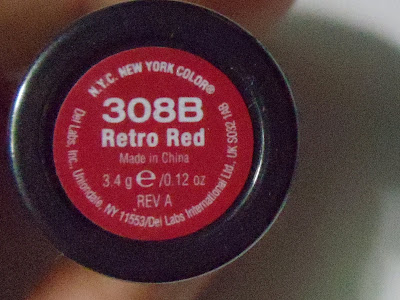 N.Y.C. NEW YORK COLOR®
308B
Retro Red
Made in China
3.4 g e/0.12 oz
REV A
Del Labs, Inc. Uniondale, NY 11553/Del Labs International Ltd. UK SO32 1AB